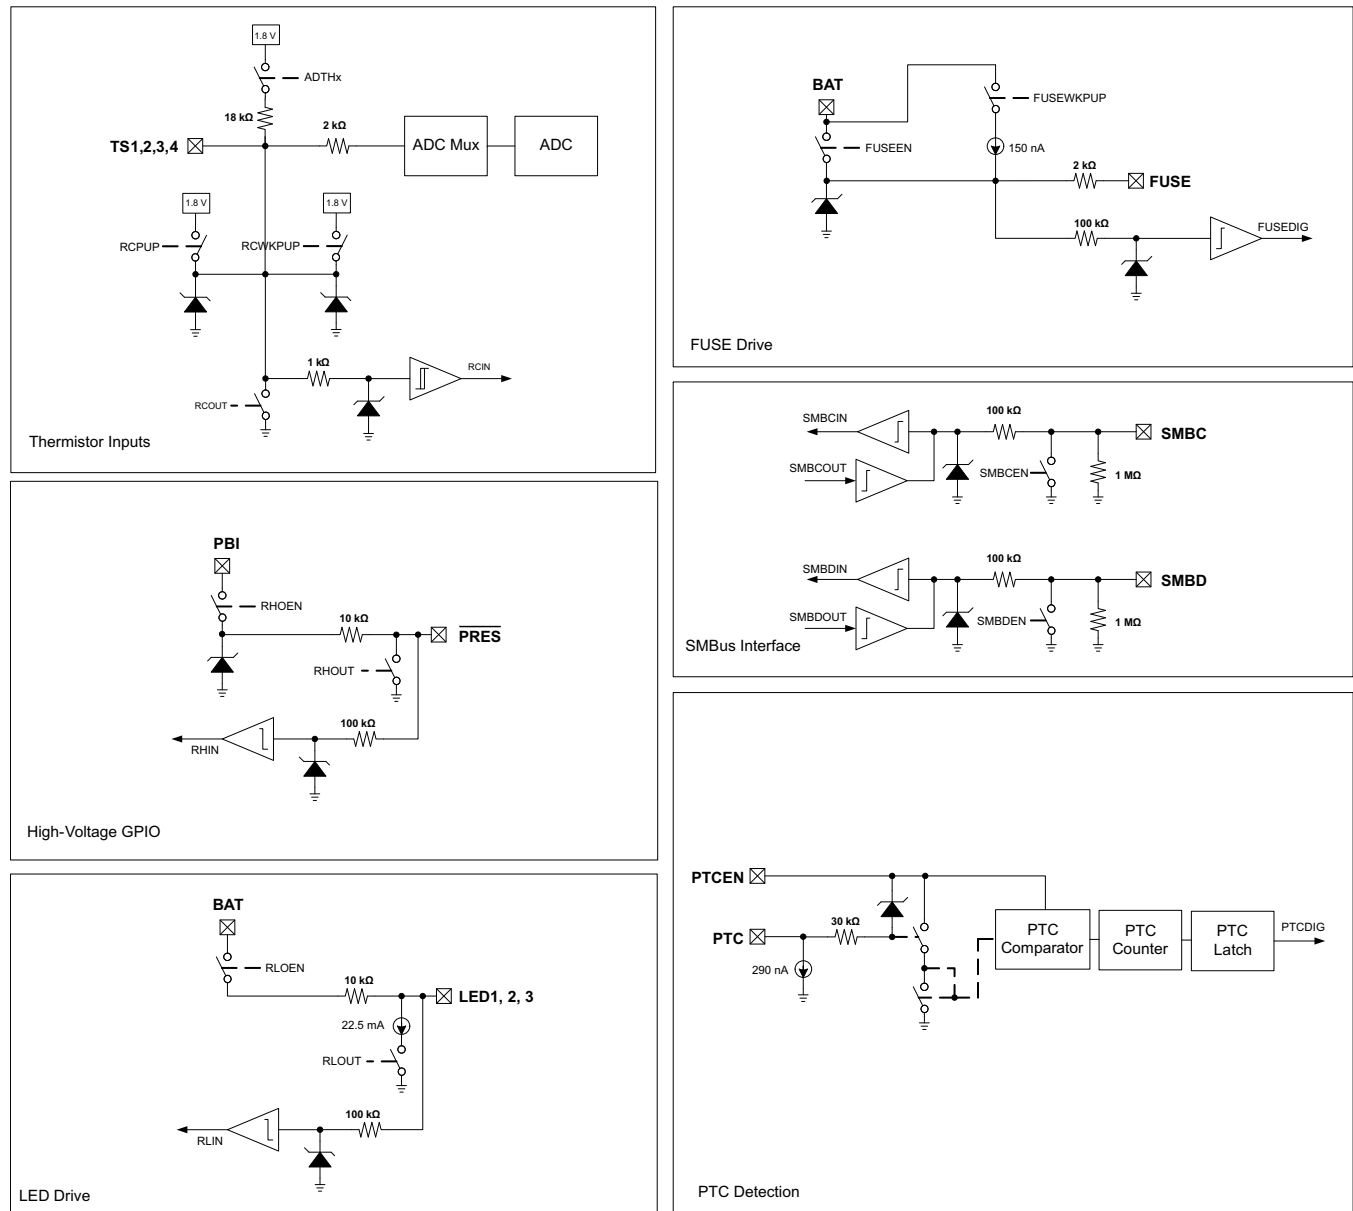 1.8 V
ADTHx
18 kΩ
2 kΩ
TS1,2,3,4
ADC Mux
ADC
1.8 V
1.8 V
RCPUP
RCWKPUP
1 kΩ
RCIN
RCOUT
Thermistor Inputs
BAT
FUSEWKPUP
FUSEEN
150 nA
2 kΩ
FUSE
100 kΩ
FUSEDIG
FUSE Drive
SMBCIN
100 kΩ
SMBC
SMBCOUT
SMBCEN
1 MΩ
SMBDIN
100 kΩ
SMBD
SMBDOUT
SMBDEN
1 MΩ
SMBus Interface
PBI
RHOEN
10 kΩ
PRES
RHOUT
100 kΩ
RHIN
High-Voltage GPIO
BAT
RLOEN
10 kΩ
LED1, 2, 3
22.5 mA
RLOUT
100 kΩ
RLIN
LED Drive
PTCEN
30 kΩ
PTC
290 nA
PTC
Comparator
PTC
Counter
PTC
Latch
PTCDIG
PTC Detection